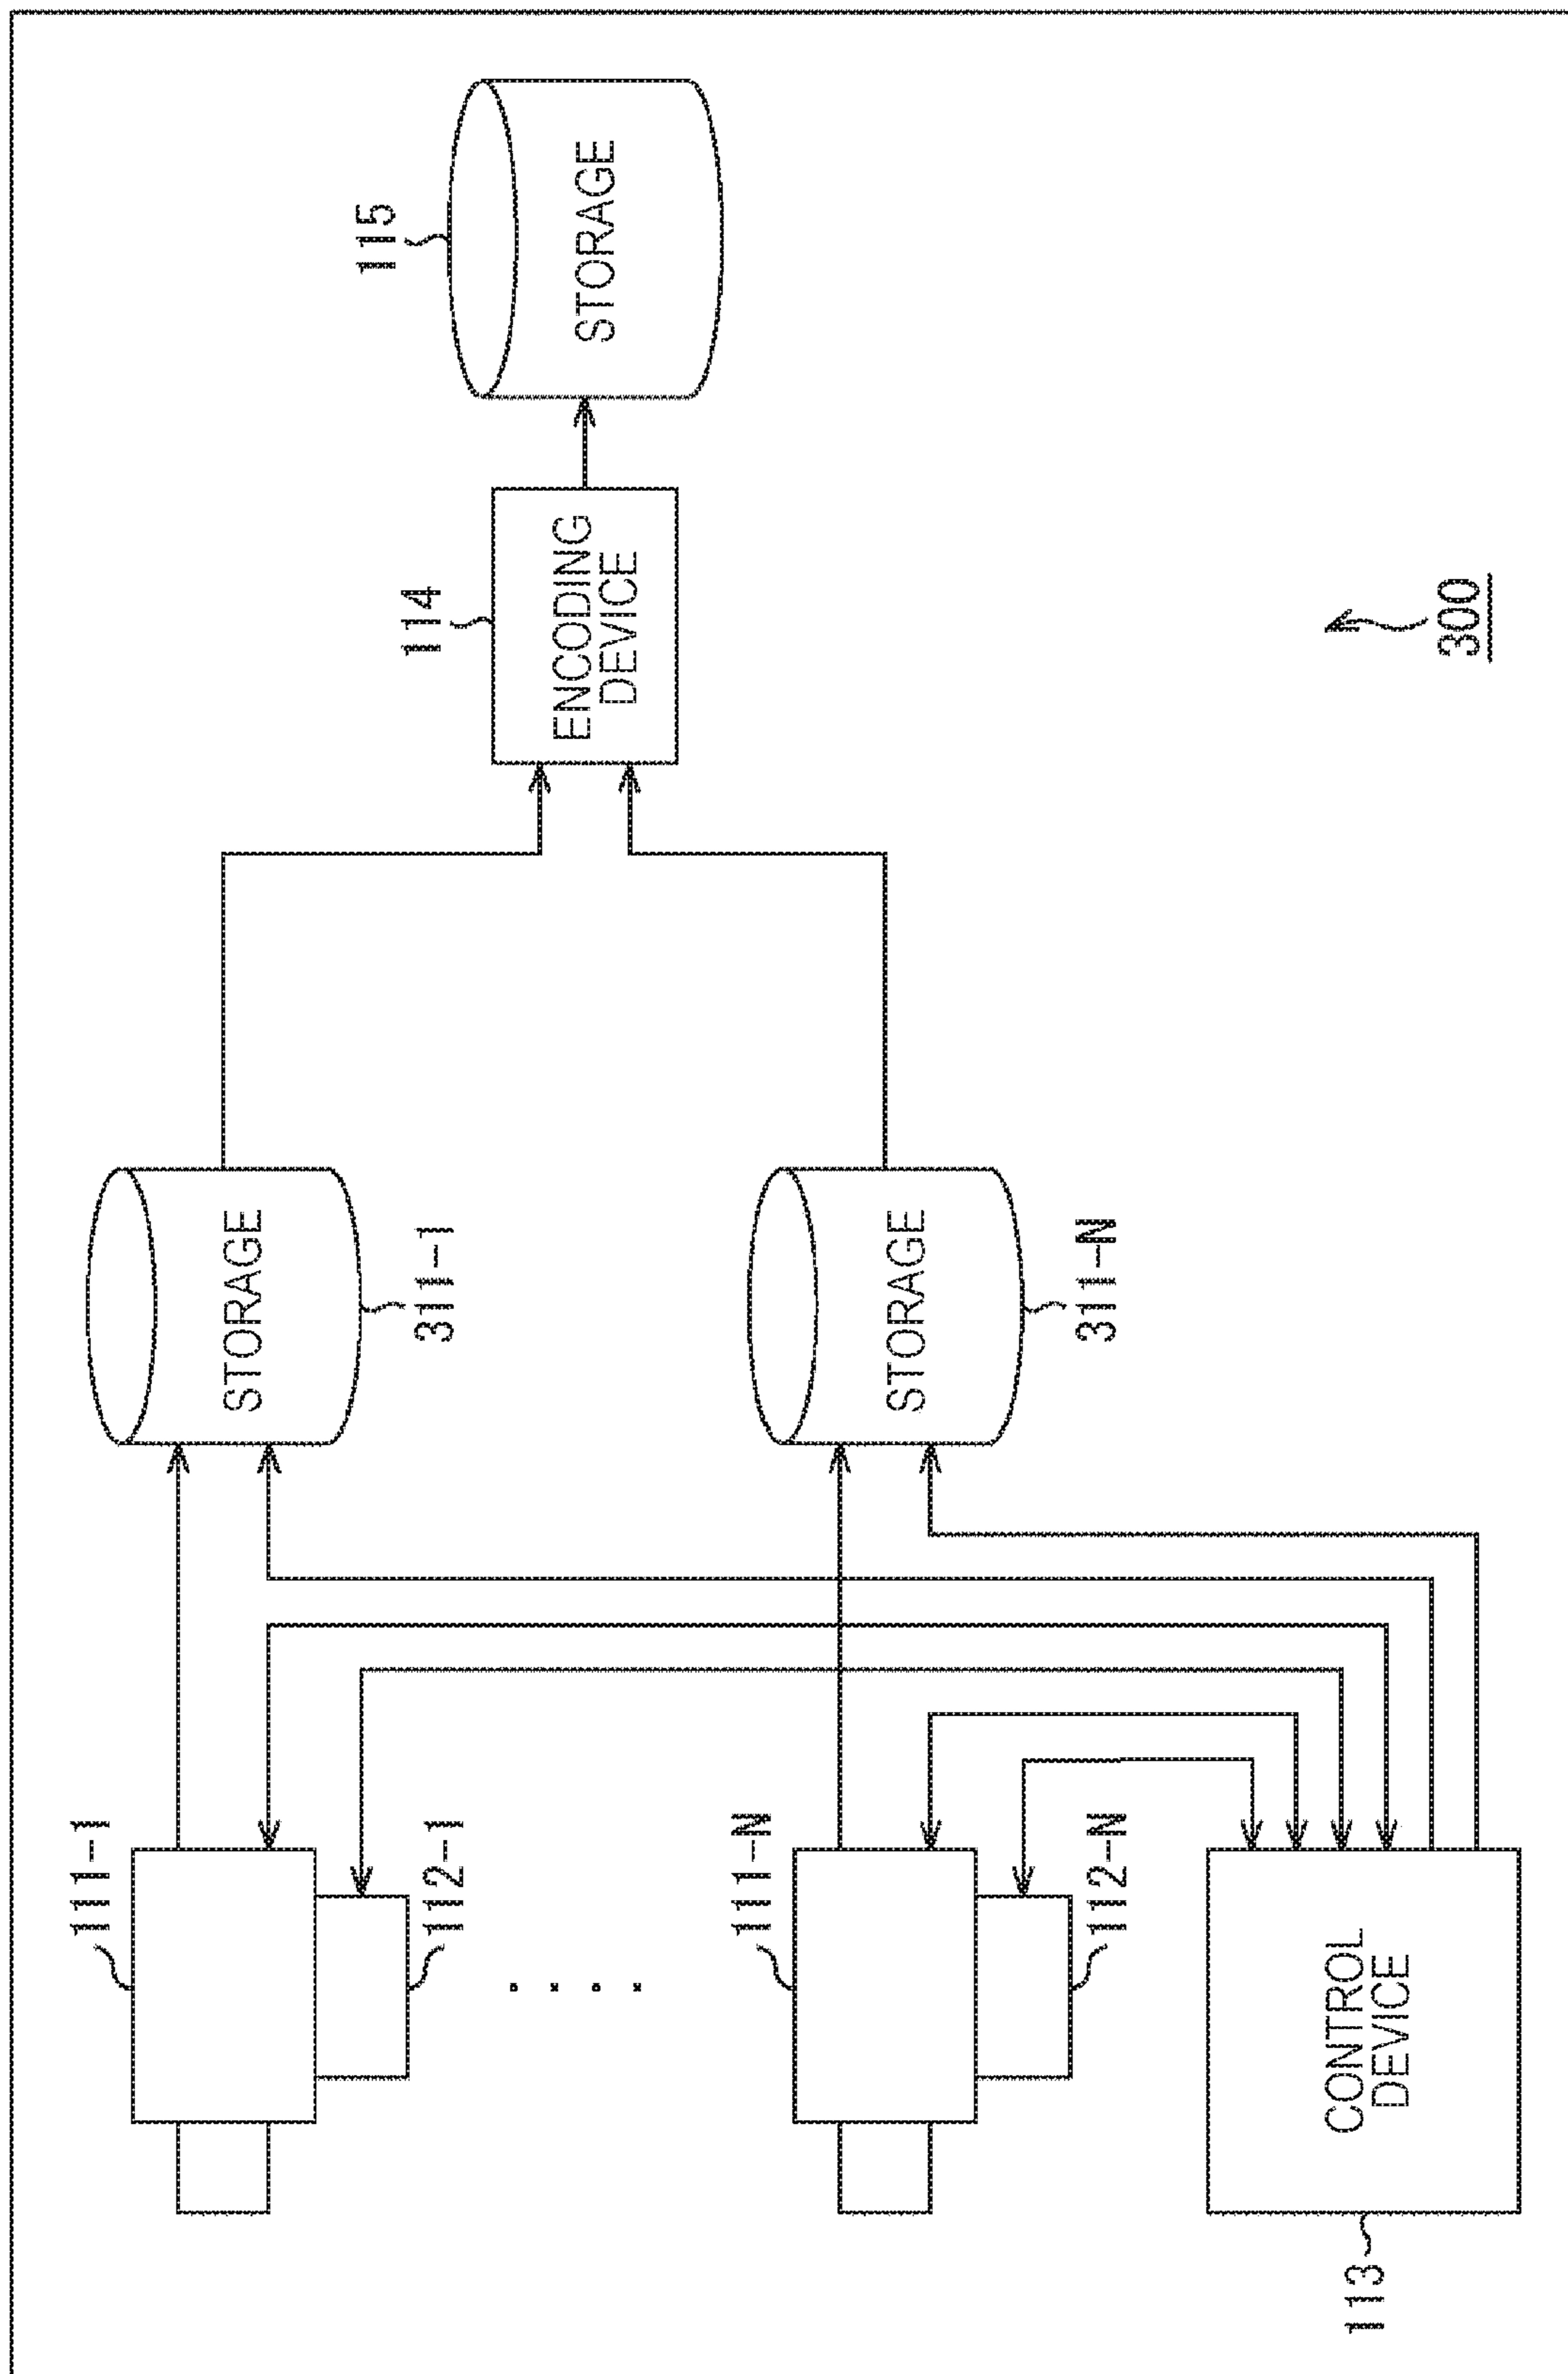 111-1
STORAGE
115
114
112-1
311-1
ENCODING
DEVICE
STORAGE
111-N
STORAGE
112-N
311-N
113
CONTROL
DEVICE
300